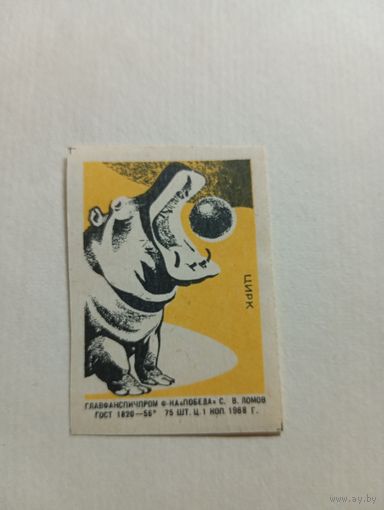 ЦИРК
ГЛАВФАНСПИЧПРОМ Ф-КА«ПОБЕДА» С. В. ЛОМОВ
ГОСТ 1820—56* 75 ШТ. Ц. 1 КОП. 1968 Г.
www.ay.by